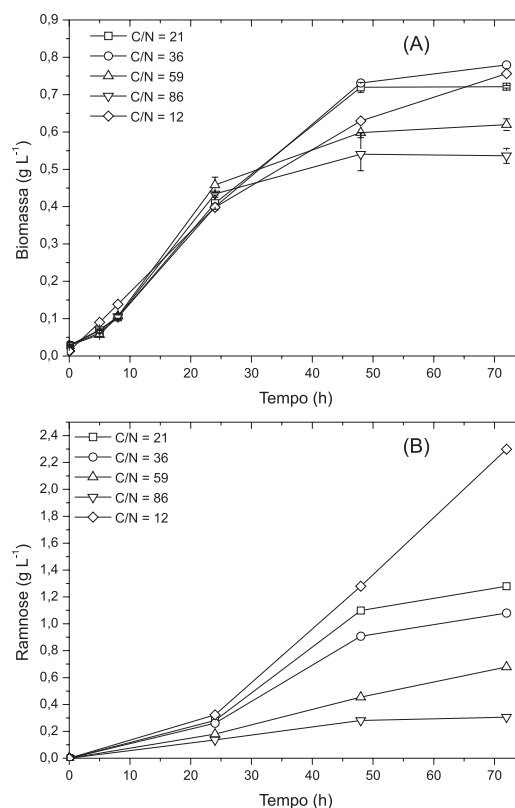 (A)
C/N = 21
C/N = 36
C/N = 59
C/N = 86
C/N = 12
Biomassa (g L⁻¹)
0,8
0,7
0,6
0,5
0,4
0,3
0,2
0,1
0,0
0 10 20 30 40 50 60 70
Tempo (h)
(B)
C/N = 21
C/N = 36
C/N = 59
C/N = 86
C/N = 12
Ramnose (g L⁻¹)
2,4
2,2
2,0
1,8
1,6
1,4
1,2
1,0
0,8
0,6
0,4
0,2
0,0
0 10 20 30 40 50 60 70
Tempo (h)